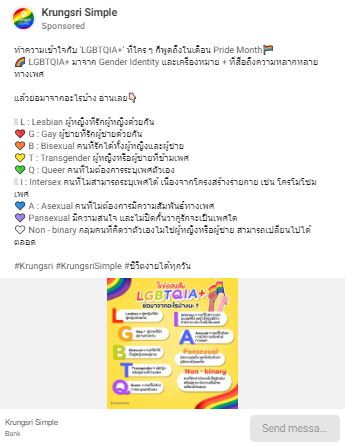 Krungsri Simple
Sponsored
ทำความเข้าใจกับ 'LGBTQIA+' ที่ใคร ๆ ก็พูดถึงในเดือน Pride Month🏳️‍🌈
🌈 LGBTQIA+ มาจาก Gender Identity และเครื่องหมาย + ที่สื่อถึงความหลากหลาย
ทางเพศ
แล้วย่อมาจากอะไรบ้าง อ่านเลย👇🏻
L : Lesbian ผู้หญิงที่รักผู้หญิงด้วยกัน
❤️ G : Gay ผู้ชายที่รักผู้ชายด้วยกัน
🧡 B : Bisexual คนที่รักได้ทั้งผู้หญิงและผู้ชาย
💛 T : Transgender ผู้หญิงหรือผู้ชายที่ข้ามเพศ
💚 Q : Queer คนที่ไม่ต้องการระบุเพศตัวเอง
I : Intersex คนที่ไม่สามารถระบุเพศได้ เนื่องจากโครงสร้างร่างกาย เช่น โครโมโซม
เพศ
💙 A : Asexual คนที่ไม่ต้องการมีความสัมพันธ์ทางเพศ
💜 Pansexual มีความสนใจ และไม่ปิดกั้นว่าคู่รักจะเป็นเพศใด
🤍 Non - binary กลุ่มคนที่คิดว่าตัวเองไม่ใช่ผู้หญิงหรือผู้ชาย สามารถเปลี่ยนไปได้
ตลอด
#Krungsri #KrungsriSimple #ชีวิตง่ายได้ทุกวัน
LGBTQIA+
ย่อมาจากอะไรบ้างนะ ?
L
G
B
T
Q
I
A
Pansexual
Non - binary
Krungsri Simple
Bank
Send messa...